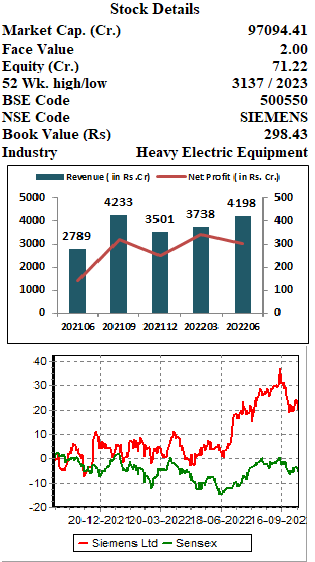 Stock Details
Market Cap. (Cr.) 97094.41
Face Value 2.00
Equity (Cr.) 71.22
52 Wk. high/low 3137 / 2023
BSE Code 500550
NSE Code SIEMENS
Book Value (Rs) 298.43
Industry Heavy Electric Equipment
Revenue ( in Rs .Cr) Net Profit ( in Rs. Cr.)
5000 500
4000 400
3000 300
2000 200
1000 100
0 0
2789 4233 3501 3738 4198
202106 202109 202112 202203 202206
40
30
20
10
0
-10
-20
20-12-2021 20-03-2022 18-06-2022 16-09-2022
Siemens Ltd Sensex